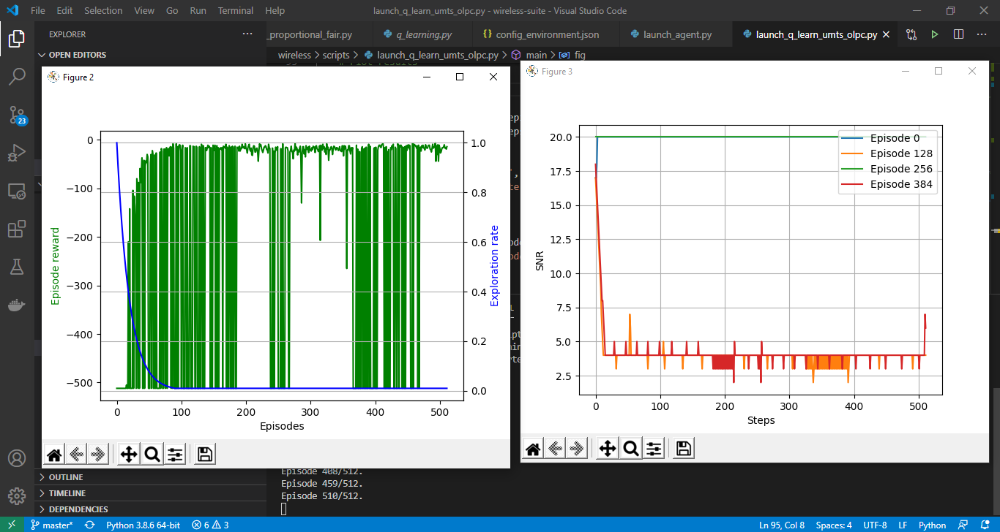 File Edit Selection View Go Run Terminal Help
launch_q_learn_umts_olpc.py - wireless-suite - Visual Studio Code
EXPLORER
_proportional_fair.py
q_learning.py
config_environment.json
launch_agent.py
launch_q_learn_umts_olpc.py
OPEN EDITORS
wireless > scripts > launch_q_learn_umts_olpc.py > main > fig
Figure 2
0
−100
−200
−300
−400
−500
Episode reward
0 100 200 300 400 500
Episodes
1.0
0.8
0.6
0.4
0.2
0.0
Exploration rate
Figure 3
20.0
17.5
15.0
12.5
10.0
7.5
5.0
2.5
SNR
Episode 0
Episode 128
Episode 256
Episode 384
0 100 200 300 400 500
Steps
23
Episode 408/512.
Episode 459/512.
Episode 510/512.
OUTLINE
TIMELINE
DEPENDENCIES
master*
Python 3.8.6 64-bit
6
3
Ln 95, Col 8
Spaces: 4
UTF-8
LF
Python